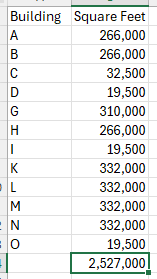 Building Square Feet
A 266,000
B 266,000
C 32,500
D 19,500
G 310,000
H 266,000
I 19,500
K 332,000
L 332,000
M 332,000
N 332,000
O 19,500
2,527,000